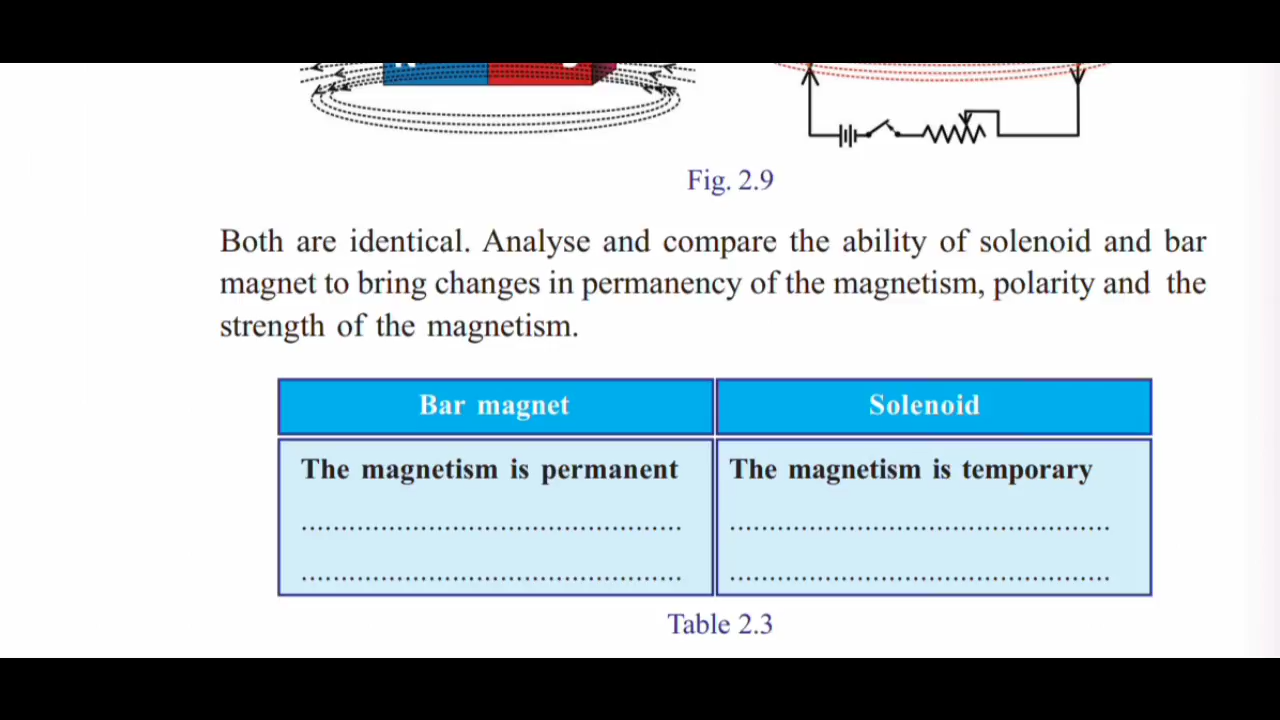 Fig. 2.9
Both are identical. Analyse and compare the ability of solenoid and bar
magnet to bring changes in permanency of the magnetism, polarity and the
strength of the magnetism.
Bar magnet
Solenoid
The magnetism is permanent
The magnetism is temporary
................................................
................................................
................................................
................................................
Table 2.3